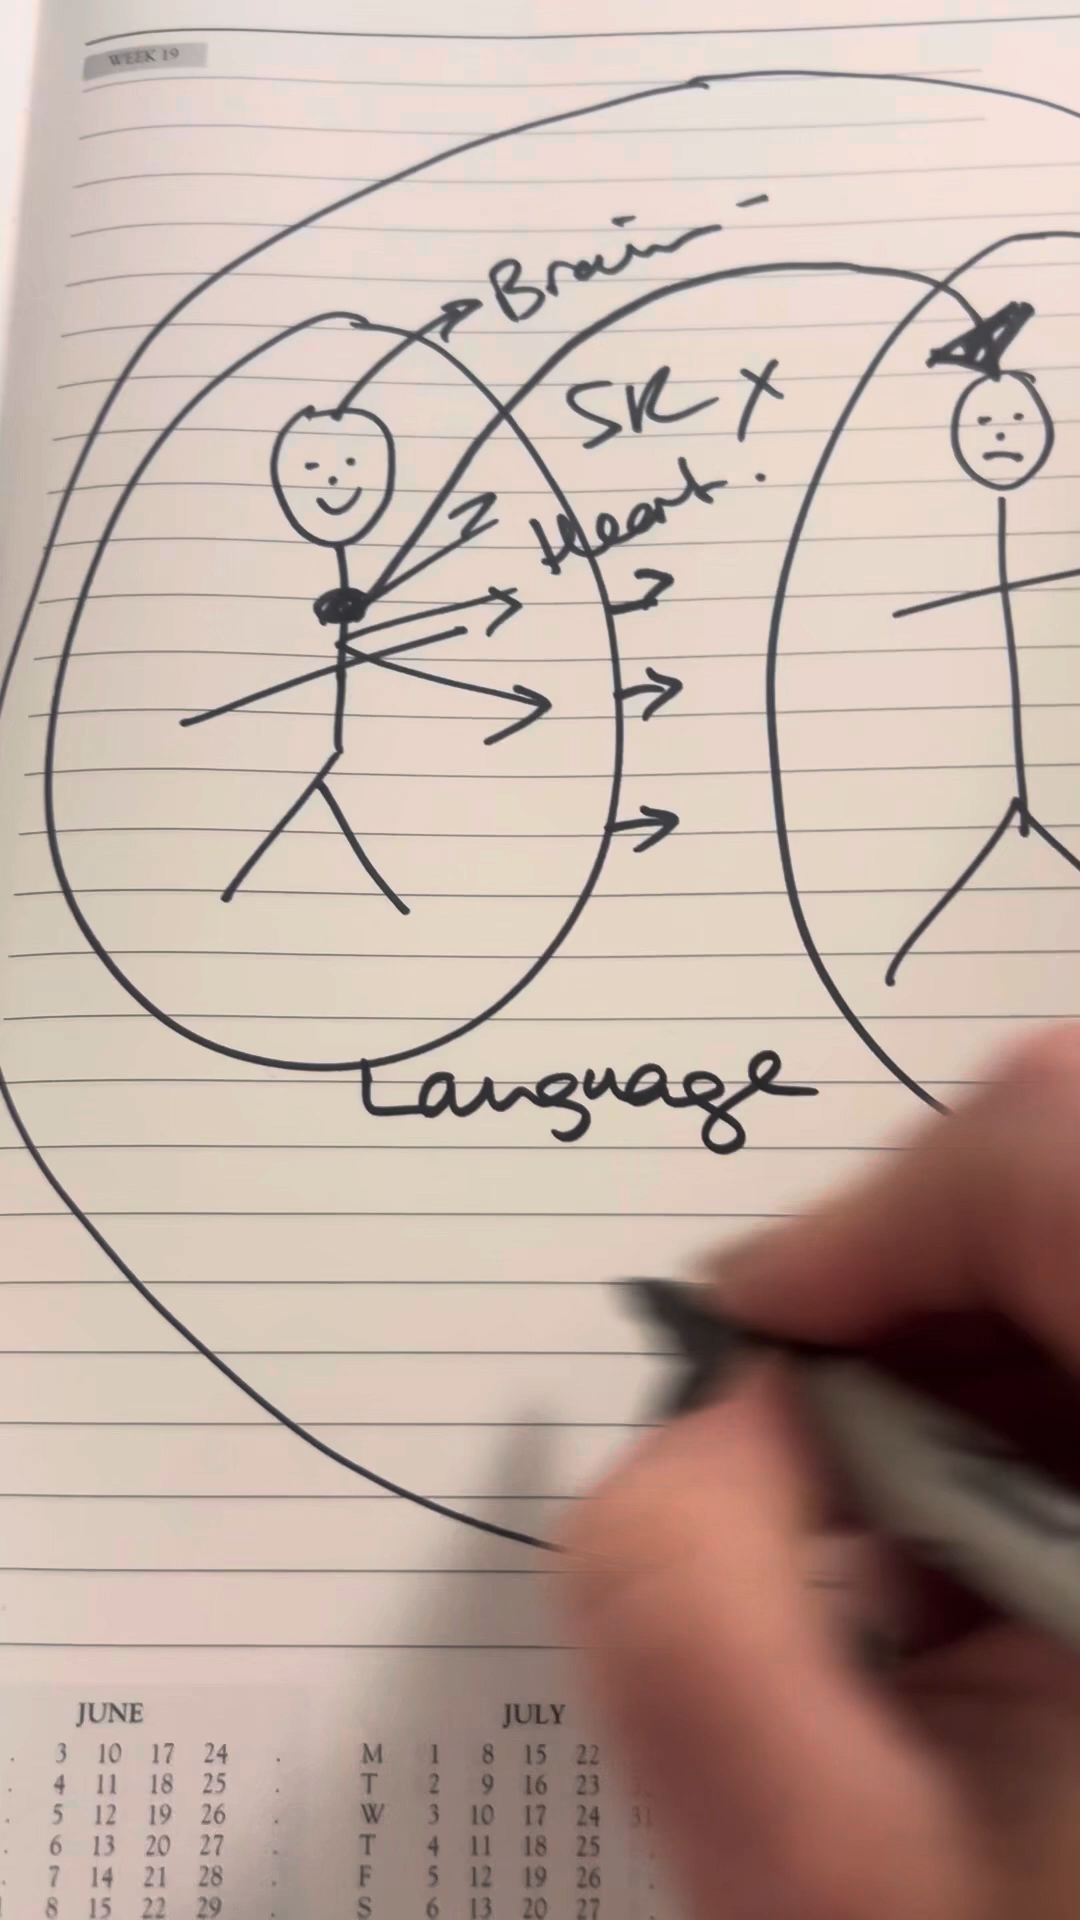 WEEK 19
Brain
5K X
Heart.
Language
JUNE
. 3 10 17 24 .
. 4 11 18 25 .
5 12 19 26 .
. 6 13 20 27 .
. 7 14 21 28 .
8 15 22 29 .
JULY
M 1 8 15 22
T 2 9 16 23
W 3 10 17 24 31
T 4 11 18 25 .
F 5 12 19 26 .
S 6 13 20 27 .